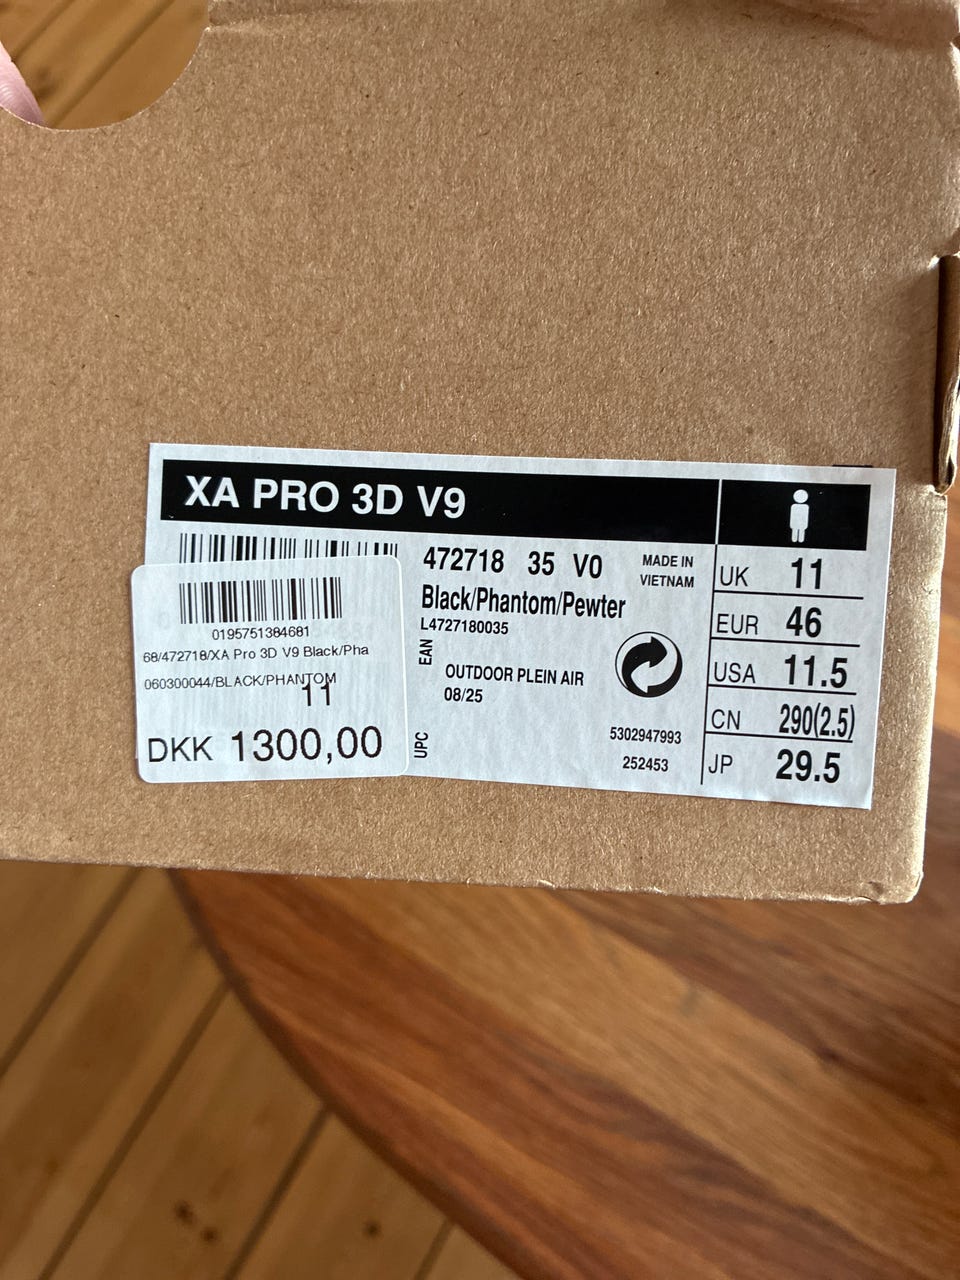 XA PRO 3D V9
472718 35 V0
MADE IN
VIETNAM
Black/Phantom/Pewter
L4727180035
EAN
OUTDOOR PLEIN AIR
08/25
5302947993
252453
UPC
UK 11
EUR 46
USA 11.5
CN 290(2.5)
JP 29.5
0195751384681
68/472718/XA Pro 3D V9 Black/Pha
060300044/BLACK/PHANTOM
11
DKK 1300,00